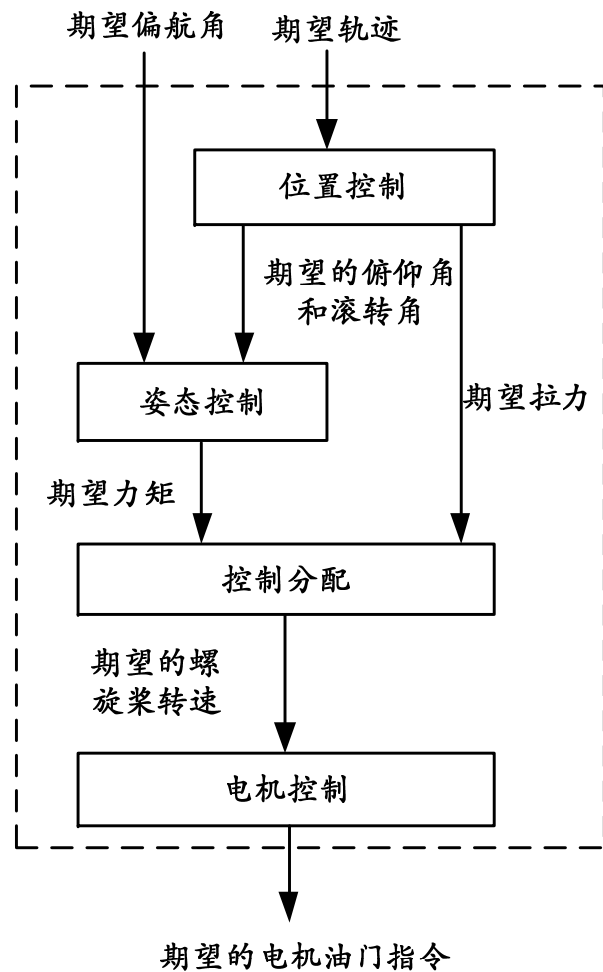 期望偏航角
期望轨迹
位置控制
期望的俯仰角
和滚转角
期望拉力
姿态控制
期望力矩
控制分配
期望的螺
旋桨转速
电机控制
期望的电机油门指令